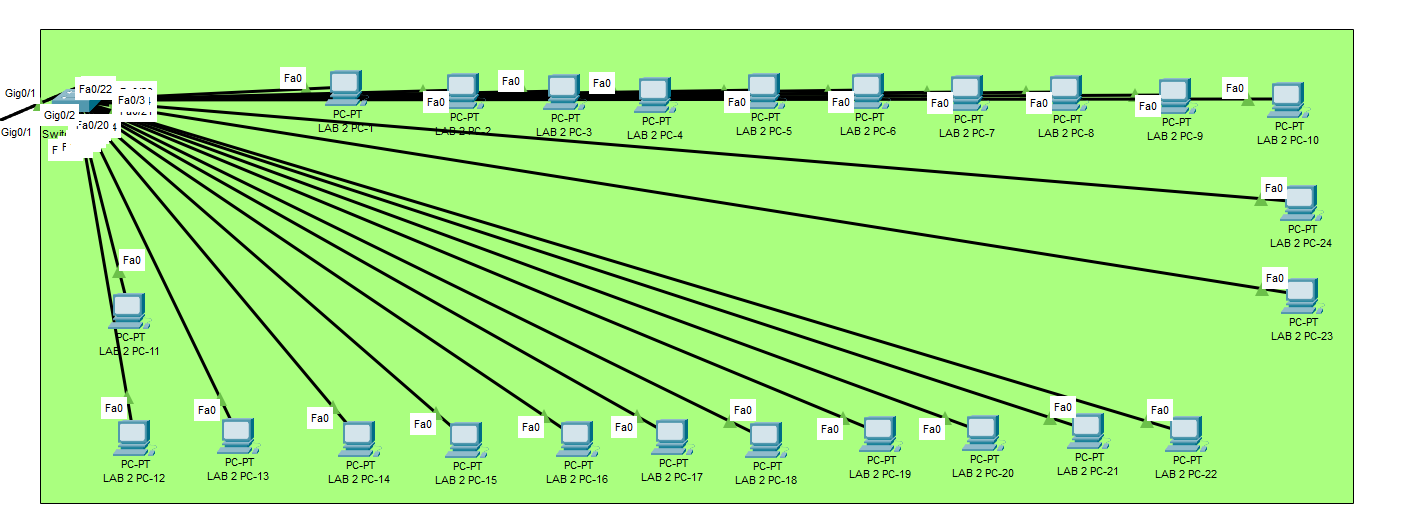 Fa0
Fa0
Fa0
Fa0
Fa0
Fa0
Fa0
Fa0
Fa0
Fa0
Gig0/1
Fa0/22
Fa0/3
Gig0/2
Fa0/20
Gig0/1
PC-PT
LAB 2 PC-1
PC-PT
LAB 2 PC-2
PC-PT
LAB 2 PC-3
PC-PT
LAB 2 PC-4
PC-PT
LAB 2 PC-5
PC-PT
LAB 2 PC-6
PC-PT
LAB 2 PC-7
PC-PT
LAB 2 PC-8
PC-PT
LAB 2 PC-9
PC-PT
LAB 2 PC-10
Fa0
PC-PT
LAB 2 PC-24
Fa0
PC-PT
LAB 2 PC-23
Fa0
PC-PT
LAB 2 PC-11
Fa0
PC-PT
LAB 2 PC-12
Fa0
PC-PT
LAB 2 PC-13
Fa0
PC-PT
LAB 2 PC-14
Fa0
PC-PT
LAB 2 PC-15
Fa0
PC-PT
LAB 2 PC-16
Fa0
PC-PT
LAB 2 PC-17
Fa0
PC-PT
LAB 2 PC-18
Fa0
PC-PT
LAB 2 PC-19
Fa0
PC-PT
LAB 2 PC-20
Fa0
PC-PT
LAB 2 PC-21
Fa0
PC-PT
LAB 2 PC-22